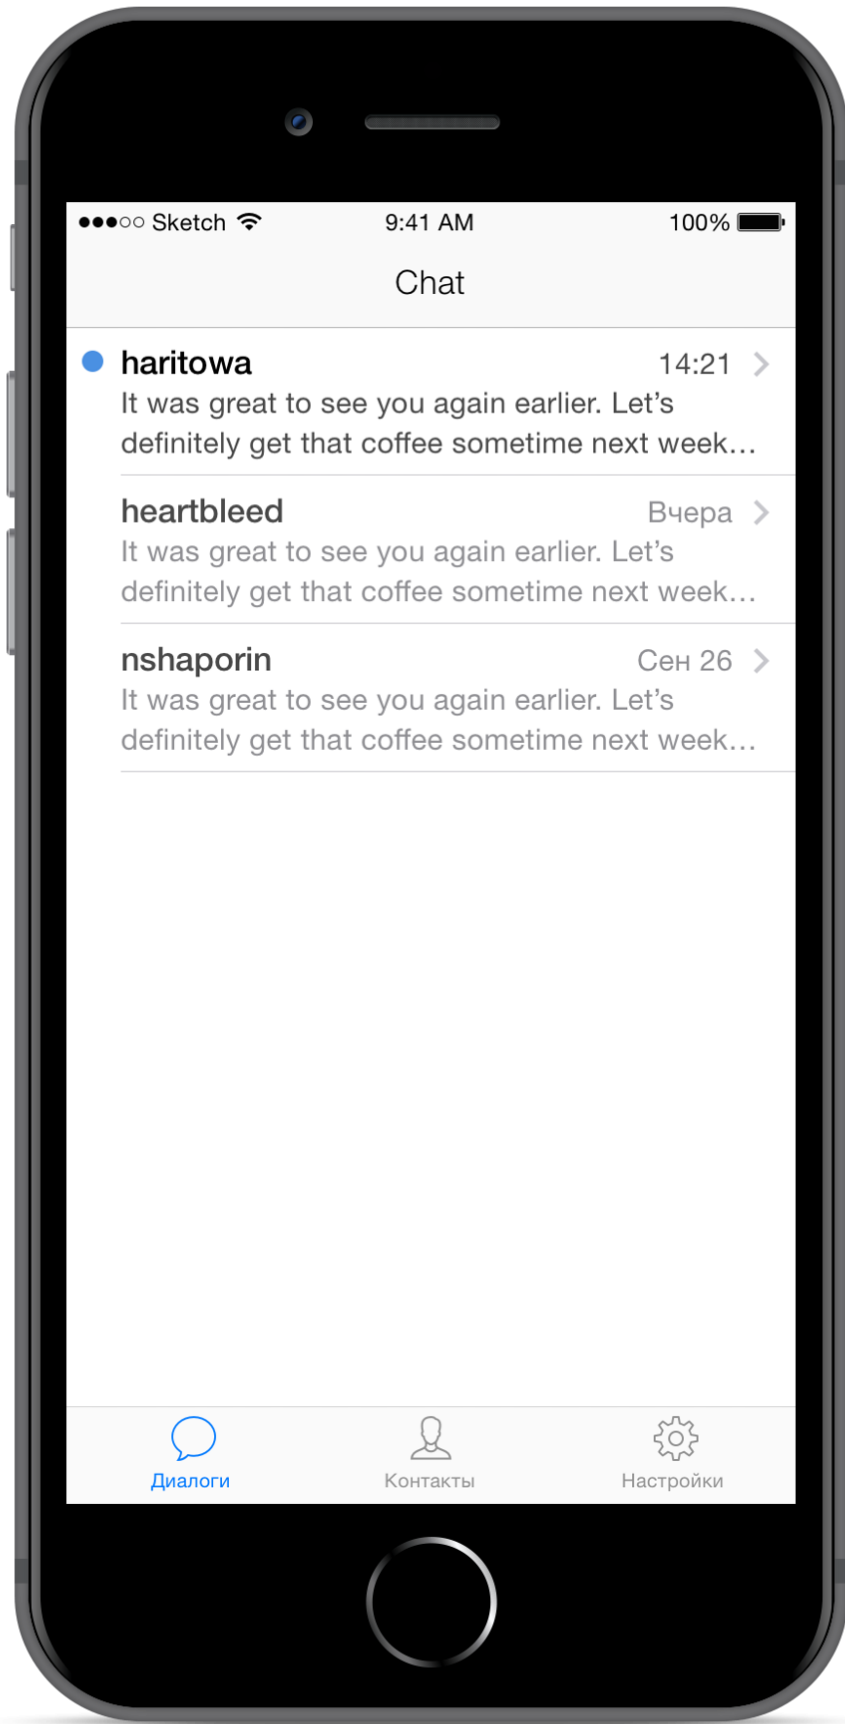 Sketch 9:41 AM 100%
Chat
haritowa 14:21
It was great to see you again earlier. Let’s
definitely get that coffee sometime next week...
heartbleed Вчера
It was great to see you again earlier. Let’s
definitely get that coffee sometime next week...
nshaporin Сен 26
It was great to see you again earlier. Let’s
definitely get that coffee sometime next week...
Диалоги Контакты Настройки